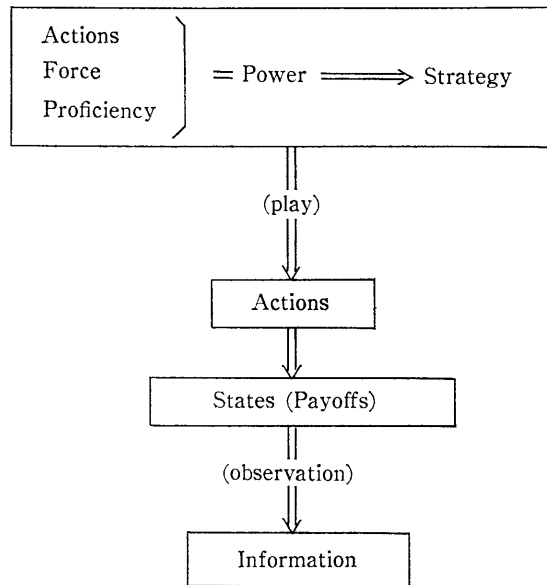 Actions
Force
Proficiency
= Power
Strategy
(play)
Actions
States (Payoffs)
(observation)
Information